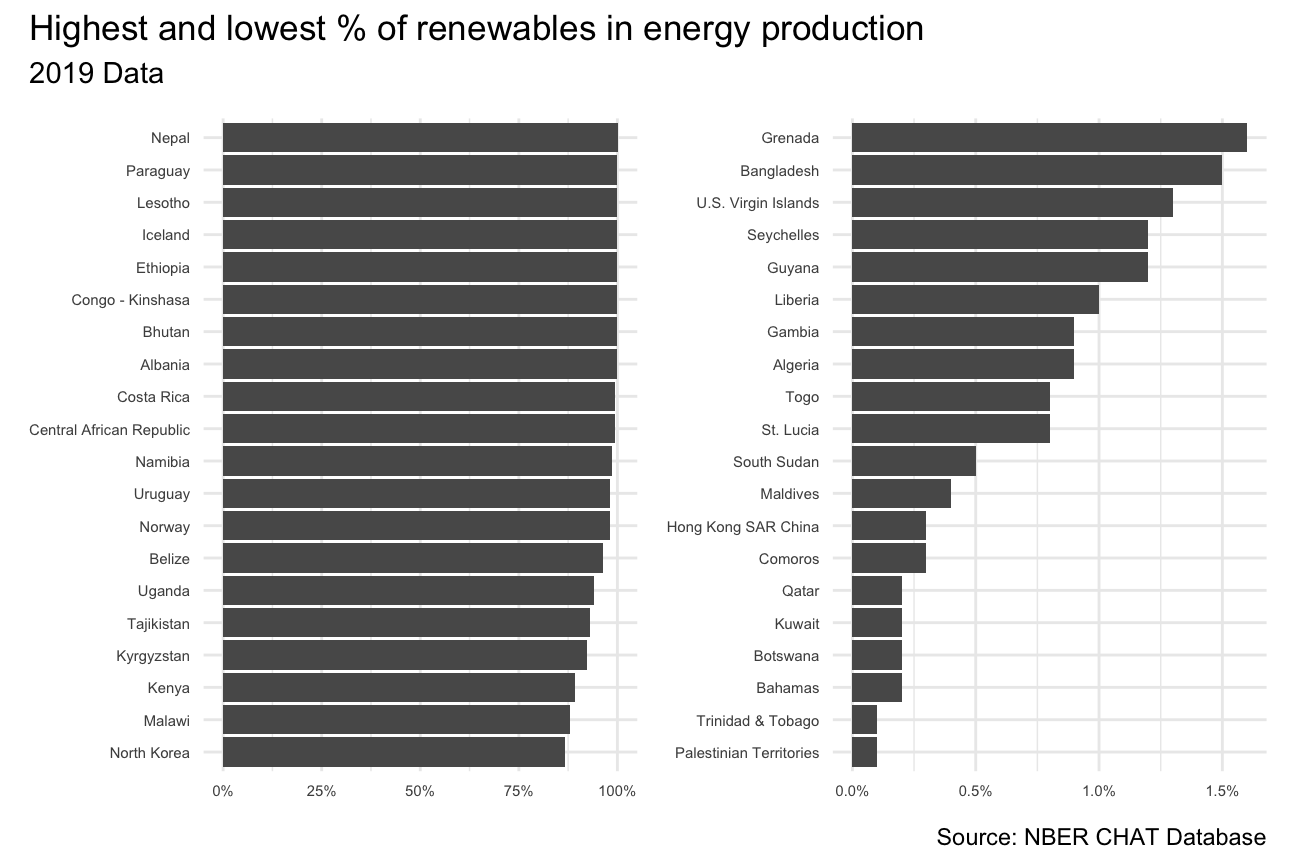 Highest and lowest % of renewables in energy production
2019 Data
Nepal
Paraguay
Lesotho
Iceland
Ethiopia
Congo - Kinshasa
Bhutan
Albania
Costa Rica
Central African Republic
Namibia
Uruguay
Norway
Belize
Uganda
Tajikistan
Kyrgyzstan
Kenya
Malawi
North Korea
0% 25% 50% 75% 100%
Grenada
Bangladesh
U.S. Virgin Islands
Seychelles
Guyana
Liberia
Gambia
Algeria
Togo
St. Lucia
South Sudan
Maldives
Hong Kong SAR China
Comoros
Qatar
Kuwait
Botswana
Bahamas
Trinidad & Tobago
Palestinian Territories
0.0% 0.5% 1.0% 1.5%
Source: NBER CHAT Database